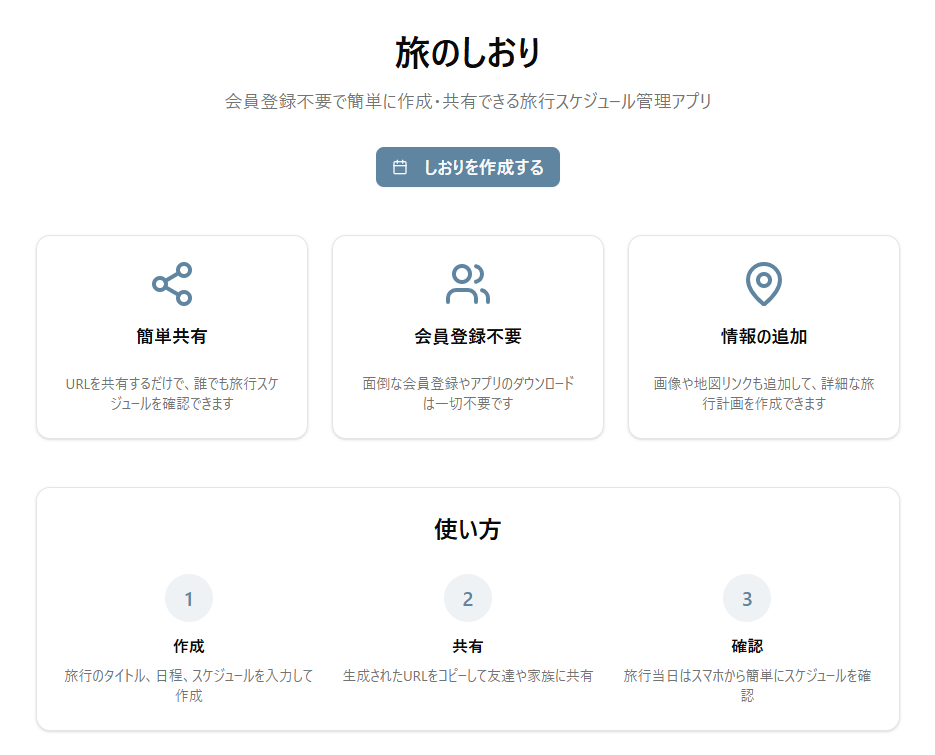 旅のしおり
会員登録不要で簡単に作成・共有できる旅行スケジュール管理アプリ
しおりを作成する
簡単共有
URLを共有するだけで、誰でも旅行スケ
ジュールを確認できます
会員登録不要
面倒な会員登録やアプリのダウンロード
は一切不要です
情報の追加
画像や地図リンクも追加して、詳細な旅
行計画を作成できます
使い方
1
作成
旅行のタイトル、日程、スケジュールを入力して
作成
2
共有
生成されたURLをコピーして友達や家族に共有
3
確認
旅行当日はスマホから簡単にスケジュールを確
認